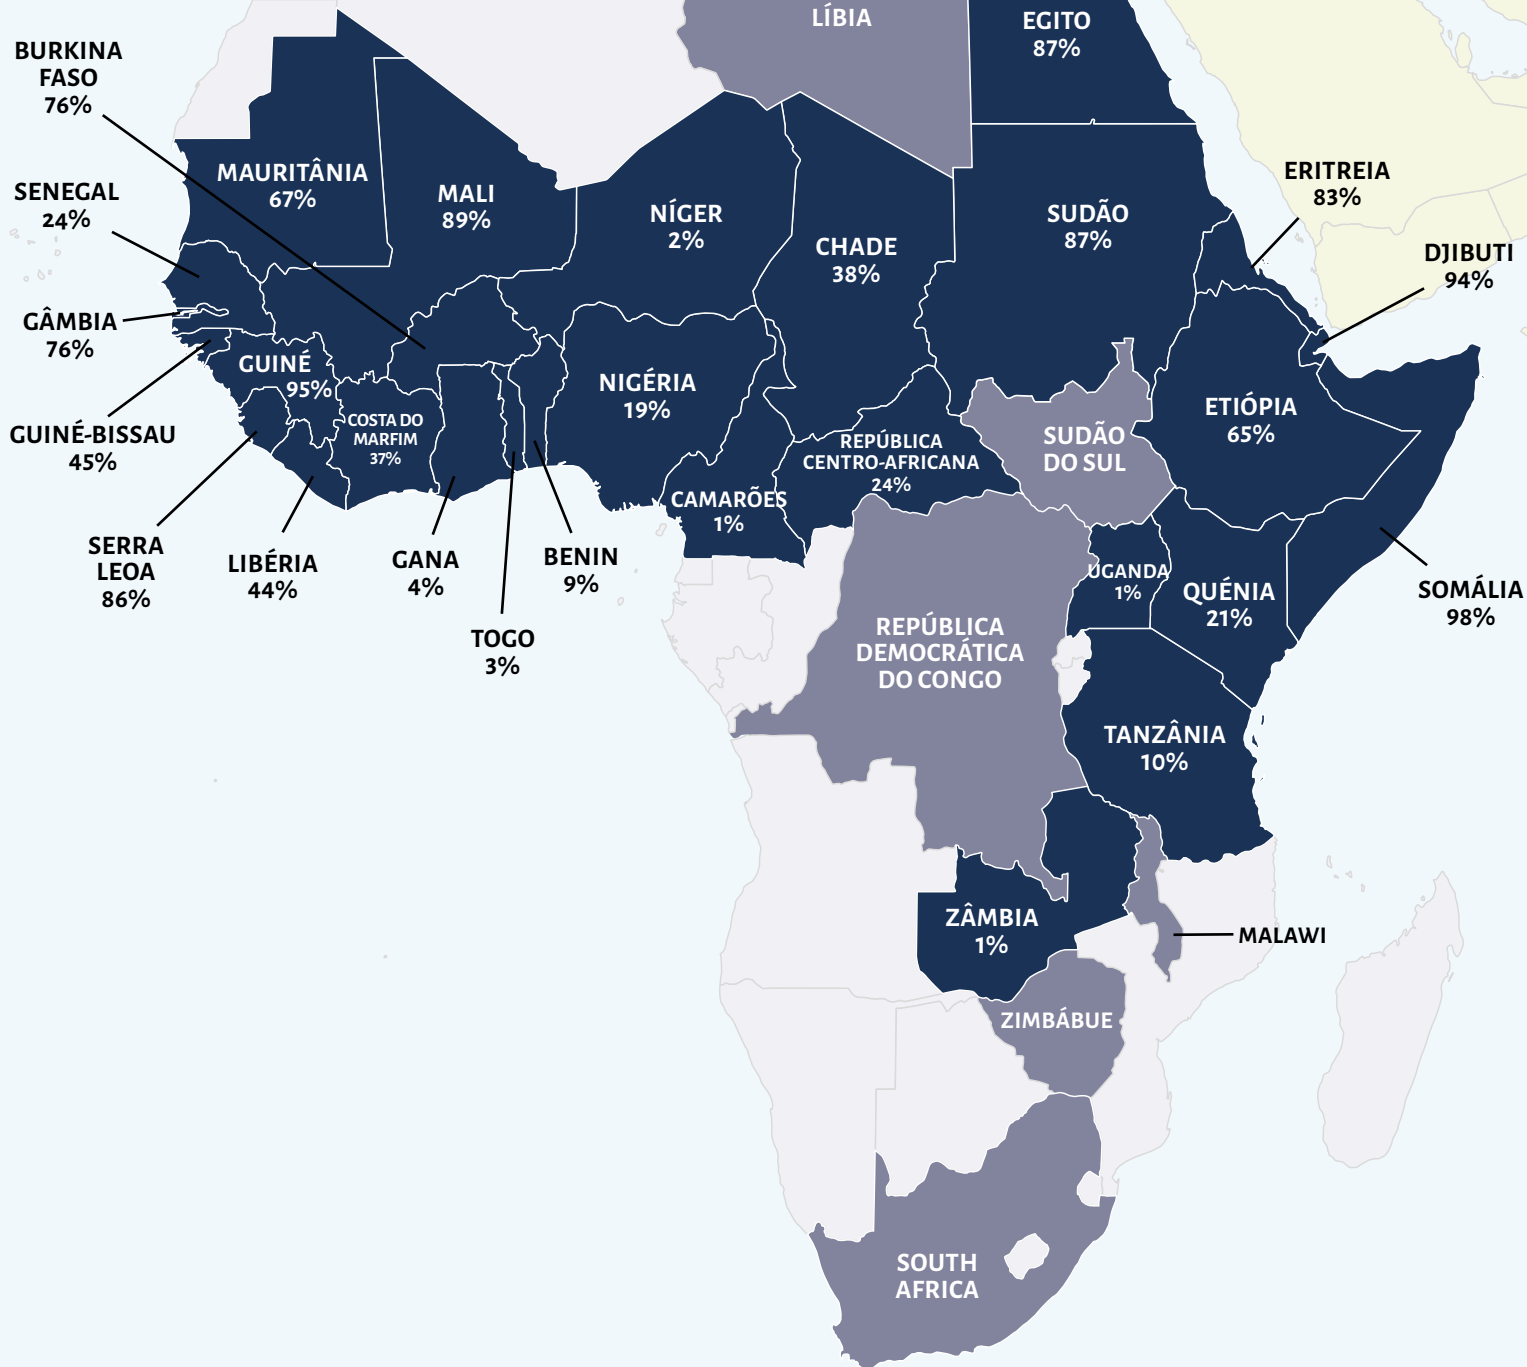 LÍBIA
EGITO
87%
BURKINA
FASO
76%
MAURITÂNIA
67%
MALI
89%
NÍGER
2%
CHADE
38%
SUDÃO
87%
ERITREIA
83%
SENEGAL
24%
DJIBUTI
94%
GÂMBIA
76%
GUINÉ
95%
COSTA DO
MARFIM
37%
NIGÉRIA
19%
ETIÓPIA
65%
GUINÉ-BISSAU
45%
REPÚBLICA
CENTRO-AFRICANA
24%
SUDÃO
DO SUL
CAMARÕES
1%
SERRA
LEOA
86%
LIBÉRIA
44%
GANA
4%
BENIN
9%
TOGO
3%
UGANDA
1%
QUÉNIA
21%
SOMÁLIA
98%
REPÚBLICA
DEMOCRÁTICA
DO CONGO
TANZÂNIA
10%
ZÂMBIA
1%
MALAWI
ZIMBÁBUE
SOUTH
AFRICA